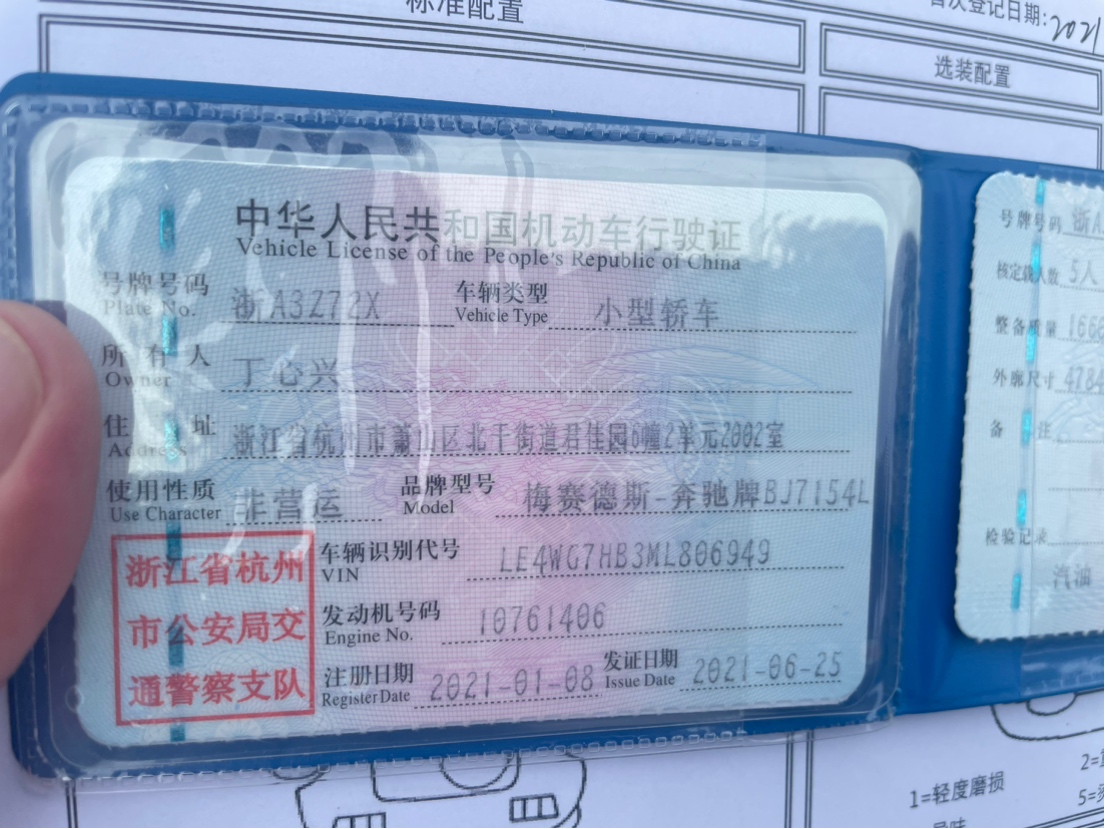 标准配置
首次登记日期: 2021
选装配置
中华人民共和国机动车行驶证
Vehicle License of the People's Republic of China
号牌号码 浙A3Z72X 车辆类型 小型轿车
Plate No. Vehicle Type
所有人 丁心兴
Owner
住址 浙江省杭州市萧山区北干街道君佳园6幢2单元2002室
Address
使用性质 非营运 品牌型号 梅赛德斯-奔驰牌BJ7154L
Use Character Model
浙江省杭州
市公安局交
通警察支队
车辆识别代号 LE4WG7HB3ML806949
VIN
发动机号码 10761406
Engine No.
注册日期 2021-01-08 发证日期 2021-06-25
Register Date Issue Date
号牌号码 浙A
核定载人数 5人
整备质量 1668
外廓尺寸 4784
备注
检验记录
汽油
1=轻度磨损
2=
5=